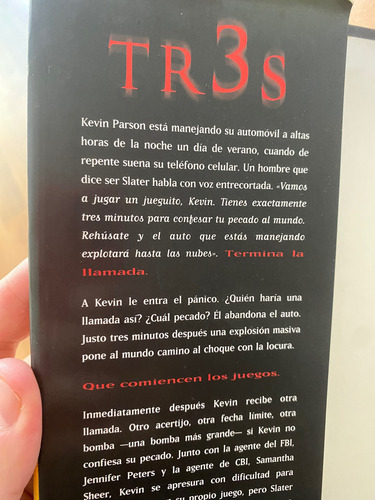 TR3S
Kevin Parson está manejando su automóvil a altas
horas de la noche un día de verano, cuando de
repente suena su teléfono celular. Un hombre que
dice ser Slater habla con voz entrecortada. «Vamos
a jugar un jueguito, Kevin. Tienes exactamente
tres minutos para confesar tu pecado al mundo.
Rehúsate y el auto que estás manejando
explotará hasta las nubes». Termina la
llamada.
A Kevin le entra el pánico. ¿Quién haría una
llamada así? ¿Cuál pecado? Él abandona el auto.
Justo tres minutos después una explosión masiva
pone al mundo camino al choque con la locura.
Que comiencen los juegos.
Inmediatamente después Kevin recibe otra
llamada. Otro acertijo, otra fecha límite, otra
bomba —una bomba más grande— si Kevin no
confiesa su pecado. Junto con la agente del FBI,
Jennifer Peters y la agente de CBI, Samantha
Sheer, Kevin se apresura con dificultad para
su propio juego, pero Slater